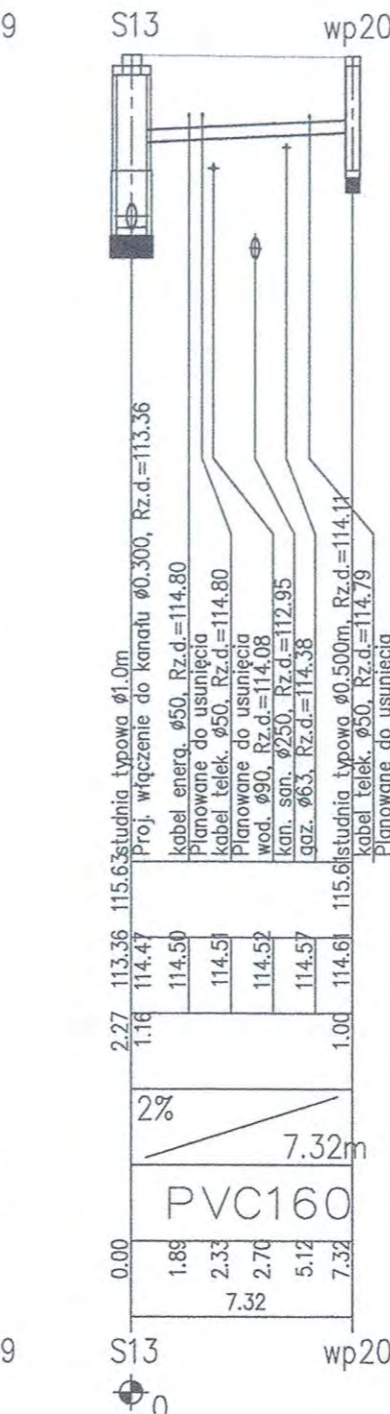 9
S13
wp20
115.63
studnia typowa ø1.0m
Proj. włączenie do kanału ø0.300, Rz.d.=113.36
kabel energ. ø50, Rz.d.=114.80
Planowane do usunięcia
kabel telek. ø50, Rz.d.=114.80
Planowane do usunięcia
wod. ø90, Rz.d.=114.08
kan. san. ø250, Rz.d.=112.95
gaz. ø63, Rz.d.=114.38
115.61
studnia typowa ø0.500m, Rz.d.=114.11
kabel telek. ø50, Rz.d.=114.79
Planowane do usunięcia
113.36
114.47
114.50
114.51
114.52
114.57
114.61
2.27
1.16
1.00
2%
7.32m
PVC160
0.00
1.89
2.33
2.70
5.12
7.32
7.32
9
S13
wp20
0